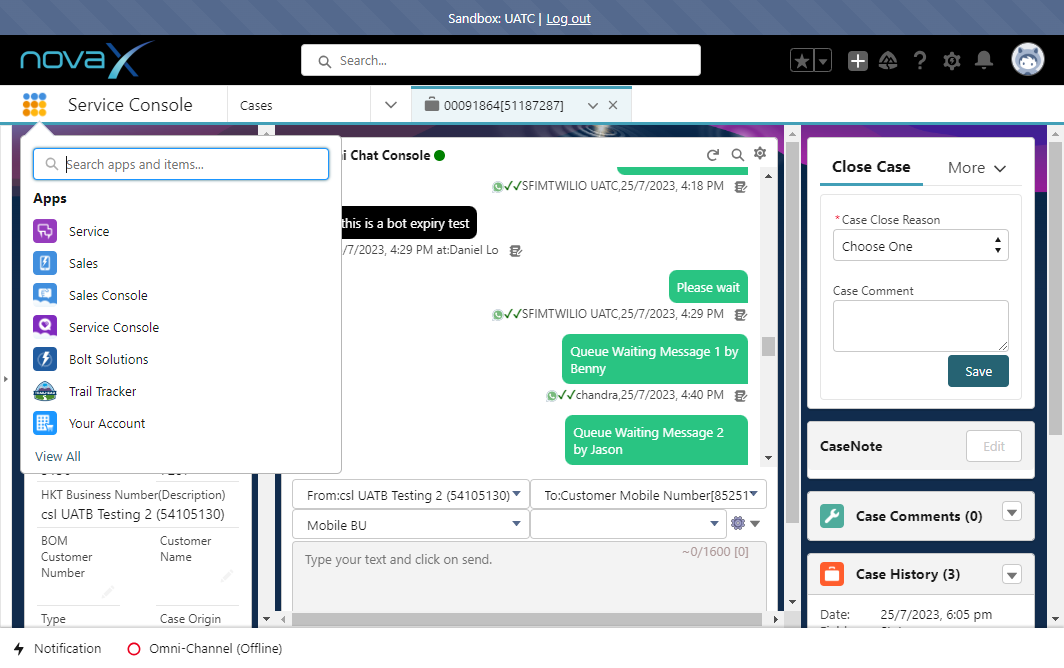 Sandbox: UATC | Log out
novaX
Search...
Service Console
Cases
00091864[51187287]
Search apps and items...
Apps
Service
Sales
Sales Console
Service Console
Bolt Solutions
Trail Tracker
Your Account
View All
HKT Business Number(Description)
csl UATB Testing 2 (54105130)
BOM Customer Number
Customer Name
Type
Case Origin
Chat Console
SFIMTWILIO UATC,25/7/2023, 4:18 PM
this is a bot expiry test
/7/2023, 4:29 PM at:Daniel Lo
Please wait
SFIMTWILIO UATC,25/7/2023, 4:29 PM
Queue Waiting Message 1 by
Benny
chandra,25/7/2023, 4:40 PM
Queue Waiting Message 2
by Jason
From:csl UATB Testing 2 (54105130)
To:Customer Mobile Number[85251
Mobile BU
~0/1600 [0]
Type your text and click on send.
Close Case
More
*Case Close Reason
Choose One
Case Comment
Save
CaseNote
Edit
Case Comments (0)
Case History (3)
Date:
25/7/2023, 6:05 pm
Notification
Omni-Channel (Offline)